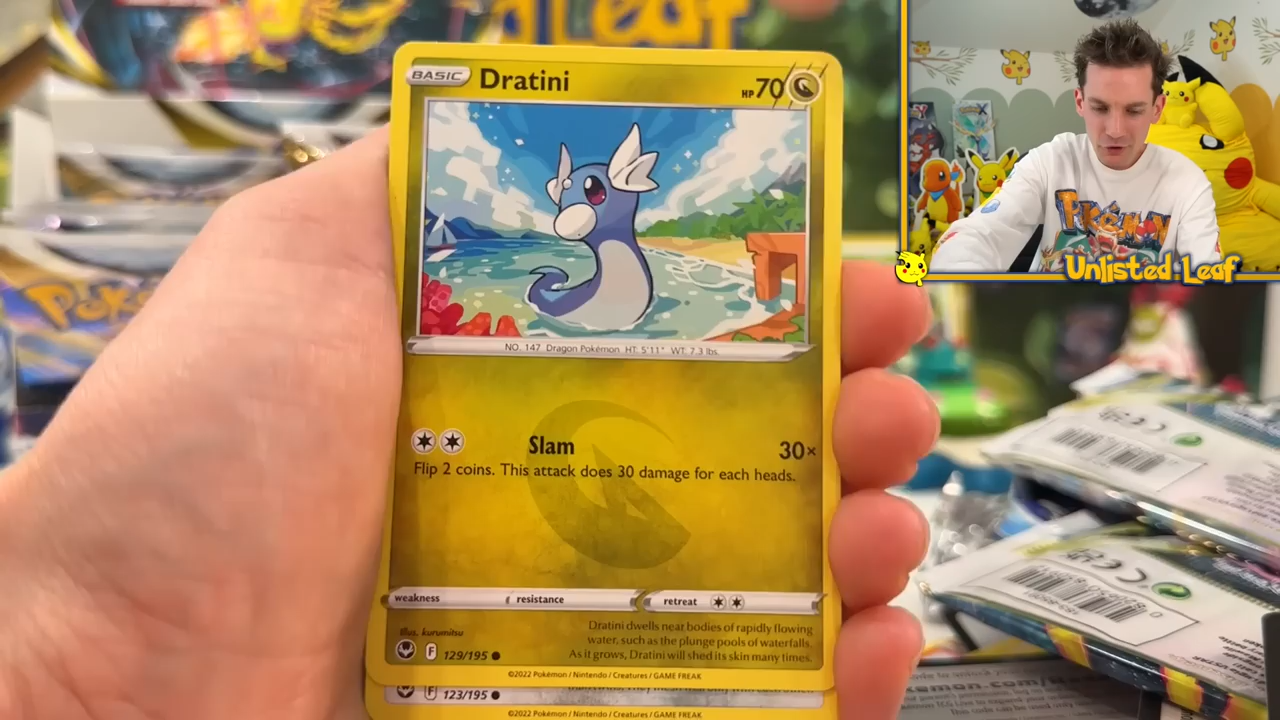 BASIC Dratini HP 70
NO. 147 Dragon Pokémon HT: 5'11" WT: 7.3 lbs
Slam 30×
Flip 2 coins. This attack does 30 damage for each heads.
weakness resistance retreat
Illus. kurumitsu
Dratini dwells near bodies of rapidly flowing
water, such as the plunge pools of waterfalls.
As it grows, Dratini will shed its skin many times.
F 129/195
©2022 Pokémon / Nintendo / Creatures / GAME FREAK
F 123/195
©2022 Pokémon / Nintendo / Creatures / GAME FREAK
POKÉMON
Unlisted Leaf
Leaf
Poké
CE